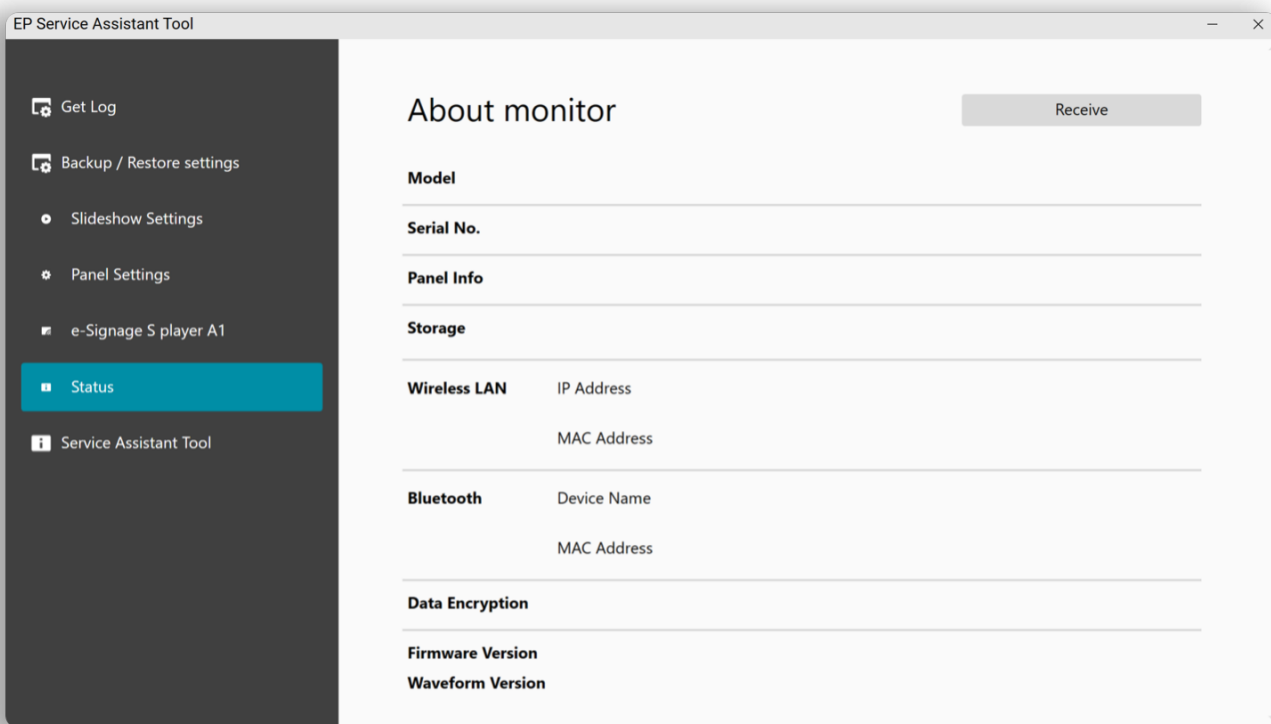 EP Service Assistant Tool
Get Log
Backup / Restore settings
Slideshow Settings
Panel Settings
e-Signage S player A1
Status
Service Assistant Tool
About monitor
Receive
Model
Serial No.
Panel Info
Storage
Wireless LAN IP Address
MAC Address
Bluetooth Device Name
MAC Address
Data Encryption
Firmware Version
Waveform Version